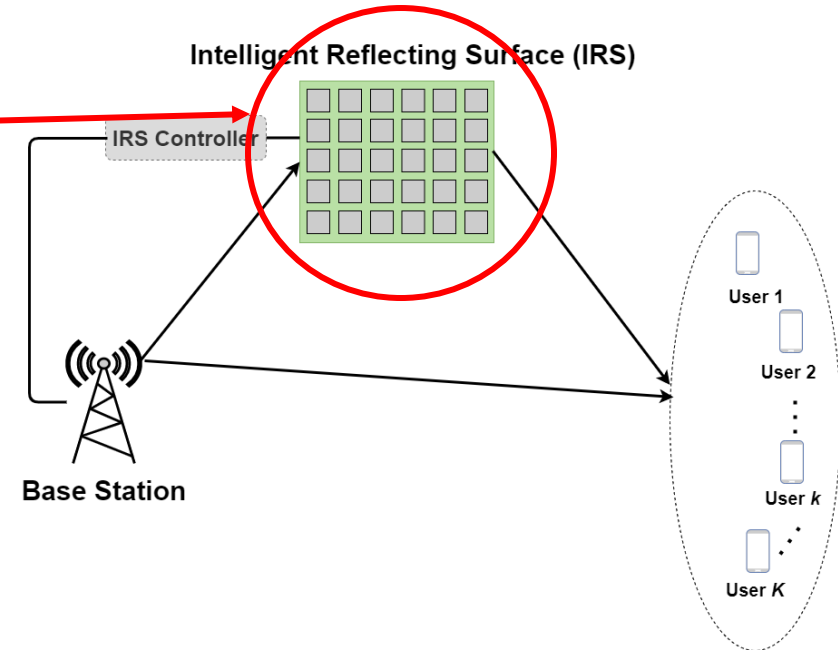 Intelligent Reflecting Surface (IRS)
IRS Controller
User 1
User 2
User k
User K
Base Station